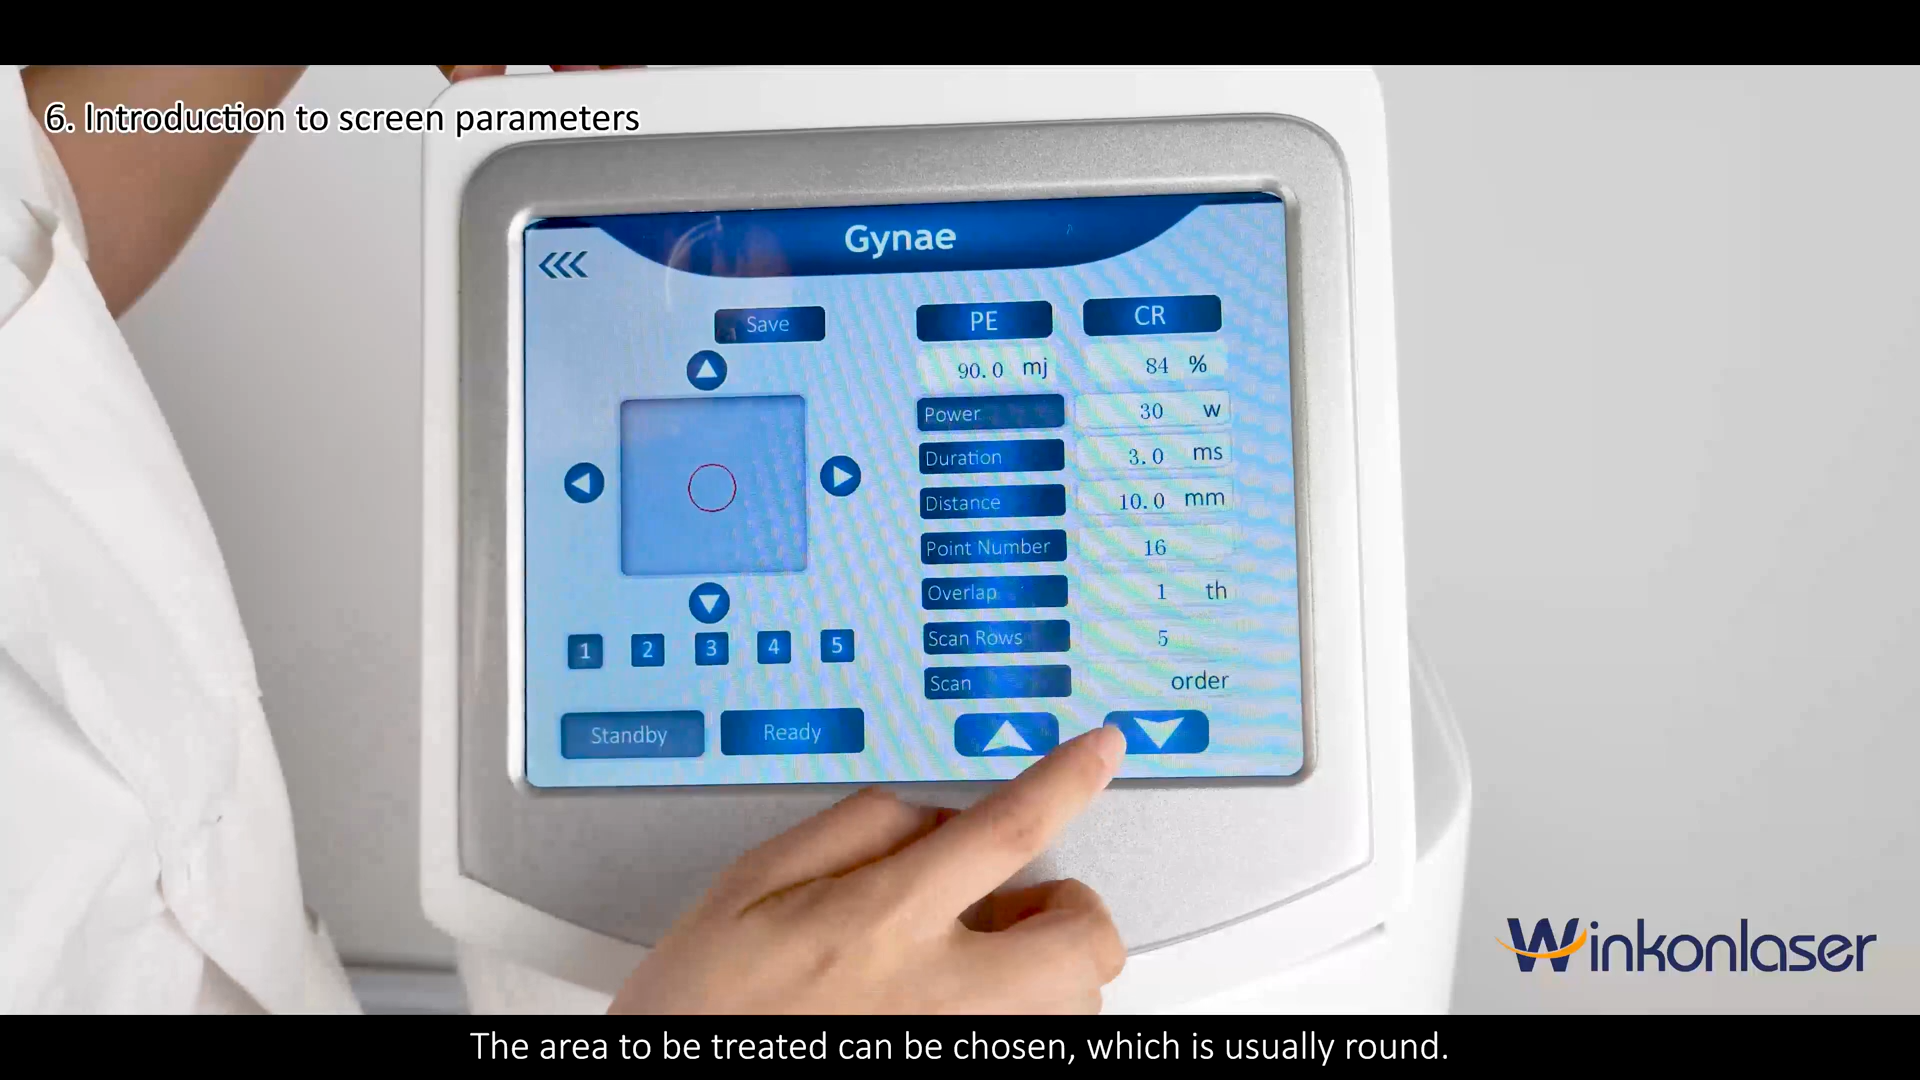 6. Introduction to screen parameters
Gynae
Save
PE
CR
90.0 mj
84 %
Power 30 w
Duration 3.0 ms
Distance 10.0 mm
Point Number 16
Overlap 1 th
Scan Rows 5
Scan order
1 2 3 4 5
Standby Ready
Winkonlaser
The area to be treated can be chosen, which is usually round.